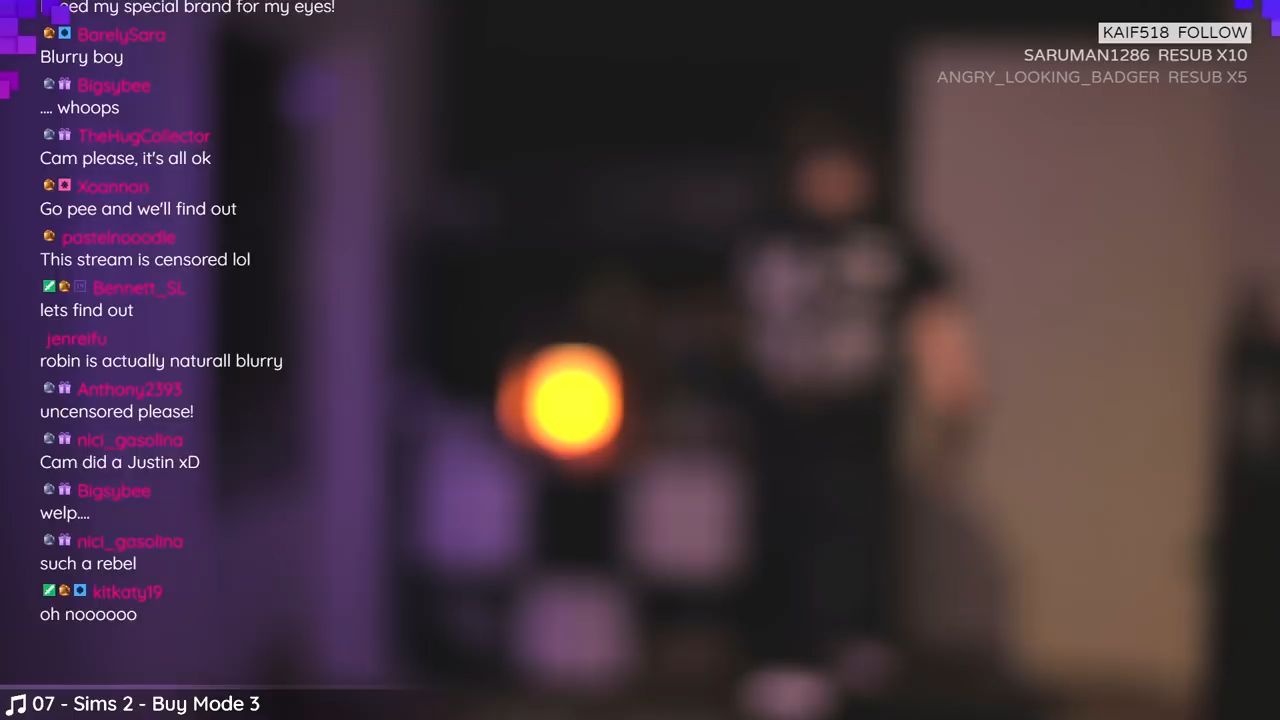 need my special brand for my eyes!
BarelySara
Blurry boy
Bigsybee
.... whoops
TheHugCollector
Cam please, it's all ok
Xoannon
Go pee and we'll find out
pastelnooodle
This stream is censored lol
Bennett_SL
lets find out
jenreifu
robin is actually naturall blurry
Anthony2393
uncensored please!
nici_gasolina
Cam did a Justin xD
Bigsybee
welp....
nici_gasolina
such a rebel
kitkaty19
oh noooooo
KAIF518 FOLLOW
SARUMAN1286 RESUB X10
ANGRY_LOOKING_BADGER RESUB X5
07 - Sims 2 - Buy Mode 3